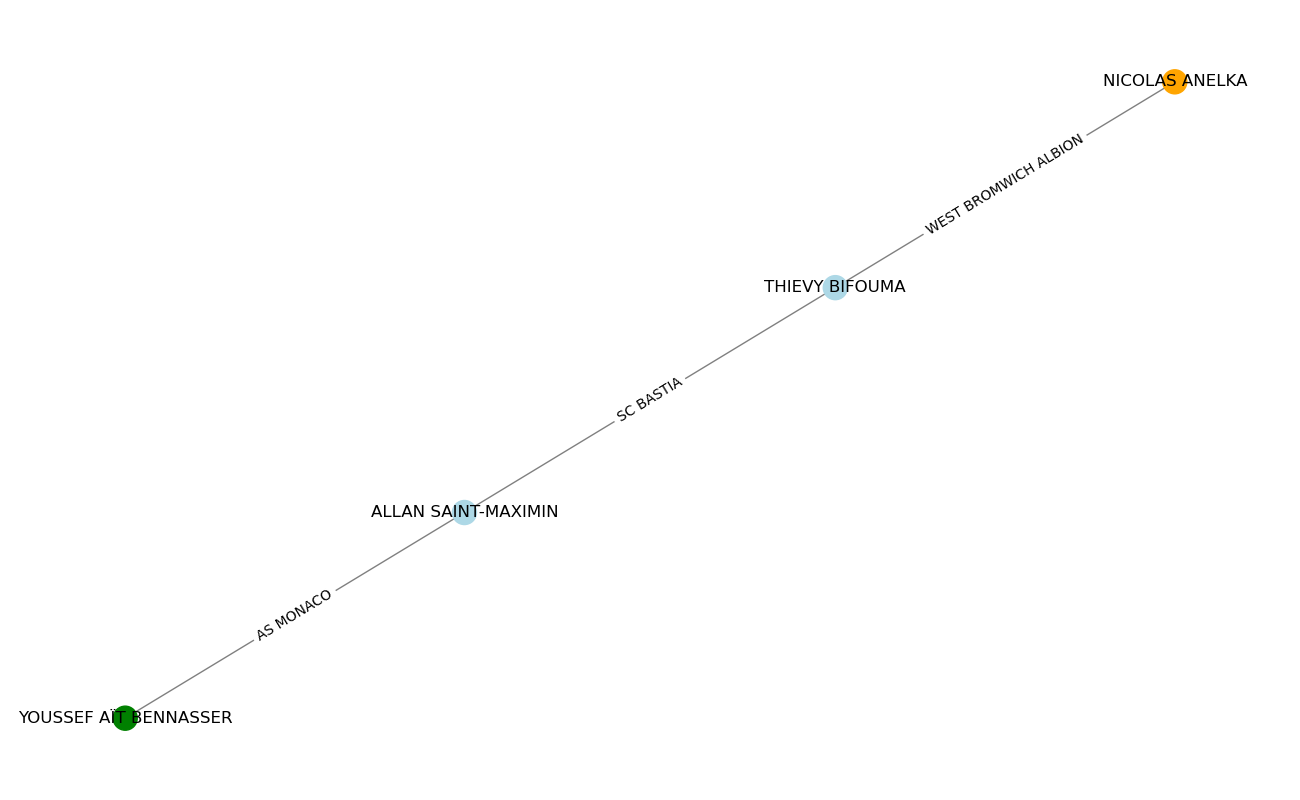 NICOLAS ANELKA
WEST BROMWICH ALBION
THIEVY BIFOUMA
SC BASTIA
ALLAN SAINT-MAXIMIN
AS MONACO
YOUSSEF AÏT BENNASSER